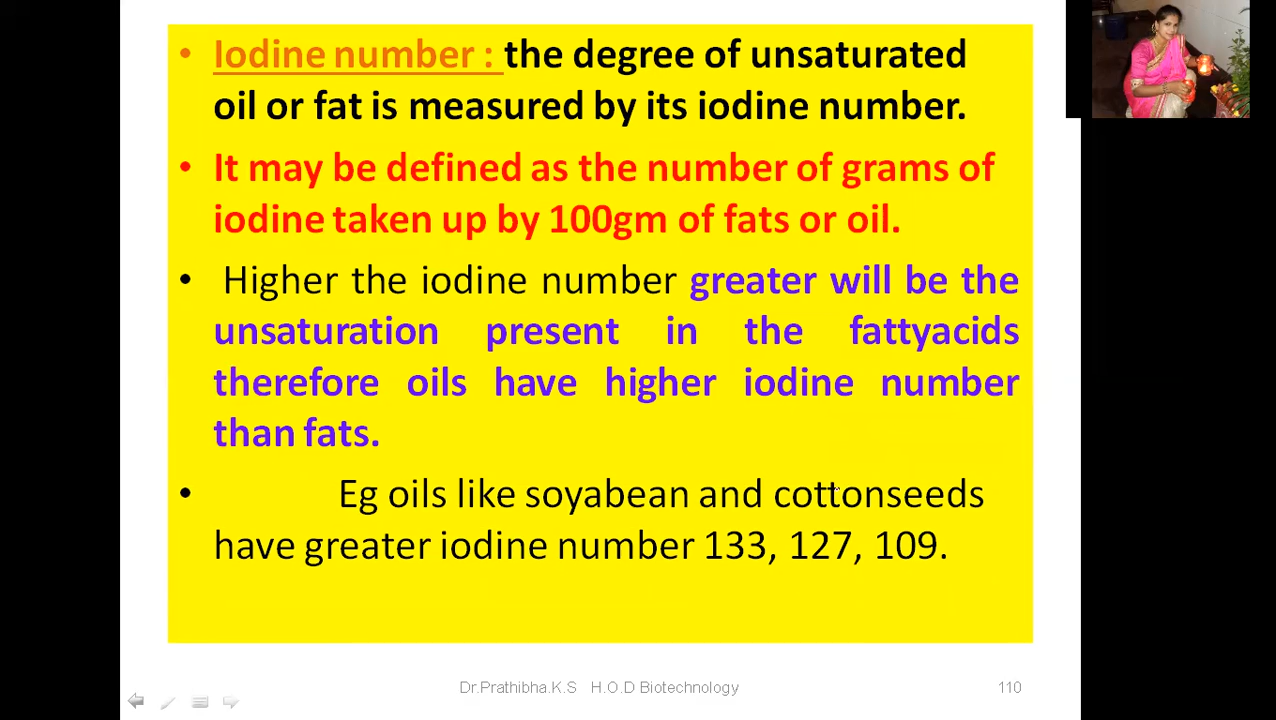 • Iodine number : the degree of unsaturated
oil or fat is measured by its iodine number.
• It may be defined as the number of grams of
iodine taken up by 100gm of fats or oil.
• Higher the iodine number greater will be the
unsaturation present in the fattyacids
therefore oils have higher iodine number
than fats.
• Eg oils like soyabean and cottonseeds
have greater iodine number 133, 127, 109.
Dr.Prathibha.K.S H.O.D Biotechnology 110